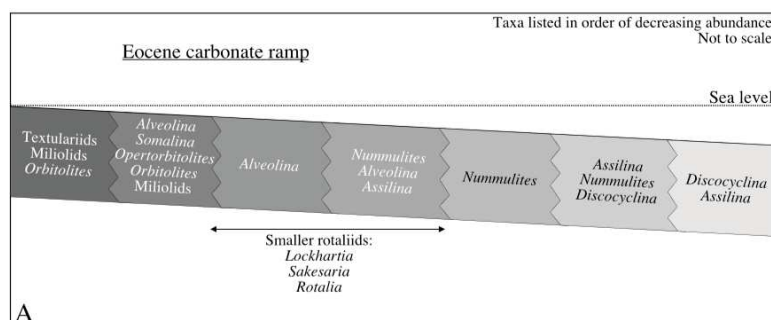 Taxa listed in order of decreasing abundance
Not to scale
Eocene carbonate ramp
Sea level
Textulariids
Miliolids
Orbitolites
Alveolina
Somalina
Opertorbitolites
Orbitolites
Miliolids
Alveolina
Nummulites
Alveolina
Assilina
Nummulites
Assilina
Nummulites
Discocyclina
Discocyclina
Assilina
Smaller rotaliids:
Lockhartia
Sakesaria
Rotalia
A